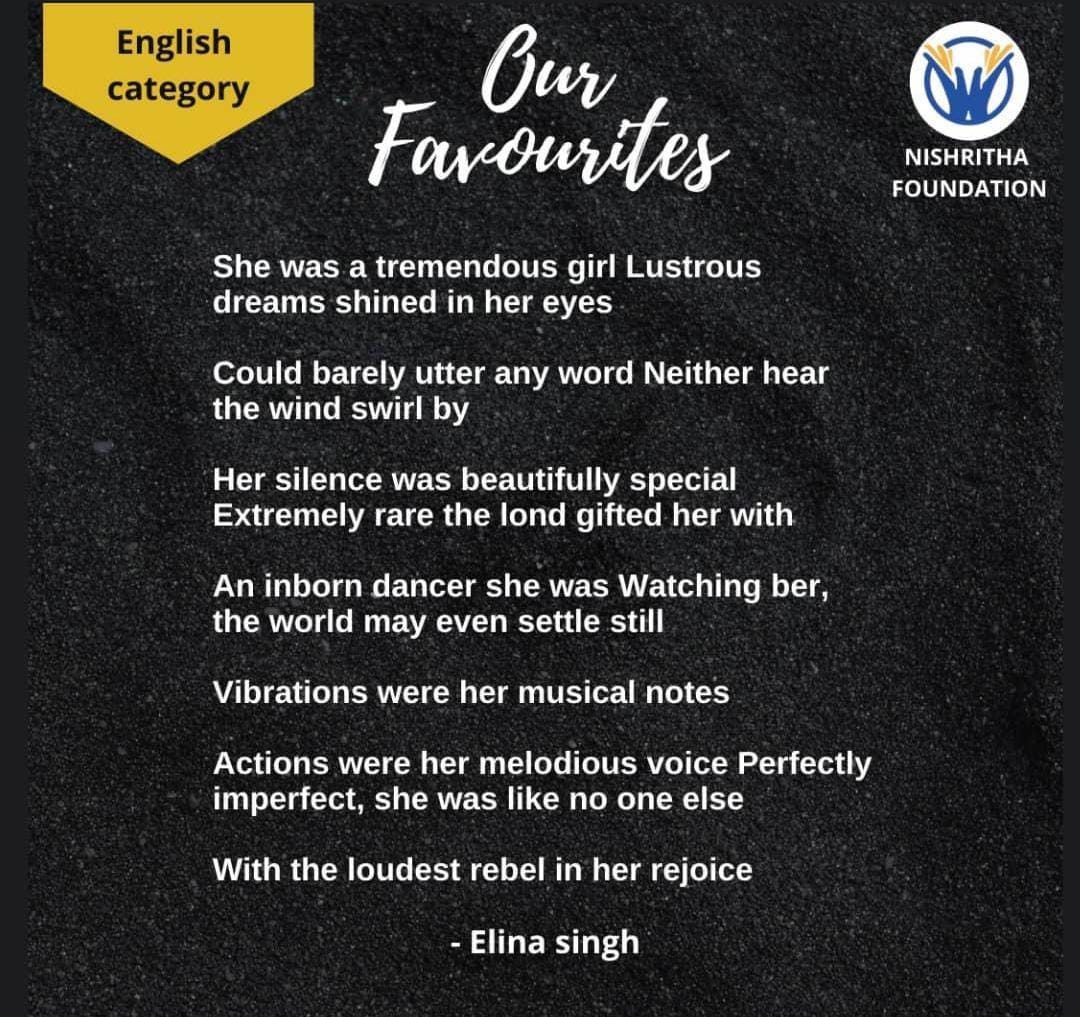 English
category
Our
Favourites
NISHRITHA
FOUNDATION
She was a tremendous girl Lustrous
dreams shined in her eyes
Could barely utter any word Neither hear
the wind swirl by
Her silence was beautifully special
Extremely rare the lond gifted her with
An inborn dancer she was Watching ber,
the world may even settle still
Vibrations were her musical notes
Actions were her melodious voice Perfectly
imperfect, she was like no one else
With the loudest rebel in her rejoice
- Elina singh